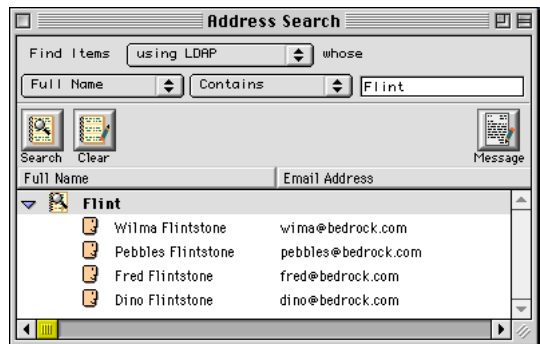 Address Search
Find Items using LDAP whose
Full Name Contains Flint
Search Clear Message
Full Name Email Address
Flint
Wilma Flintstone wima@bedrock.com
Pebbles Flintstone pebbles@bedrock.com
Fred Flintstone fred@bedrock.com
Dino Flintstone dino@bedrock.com